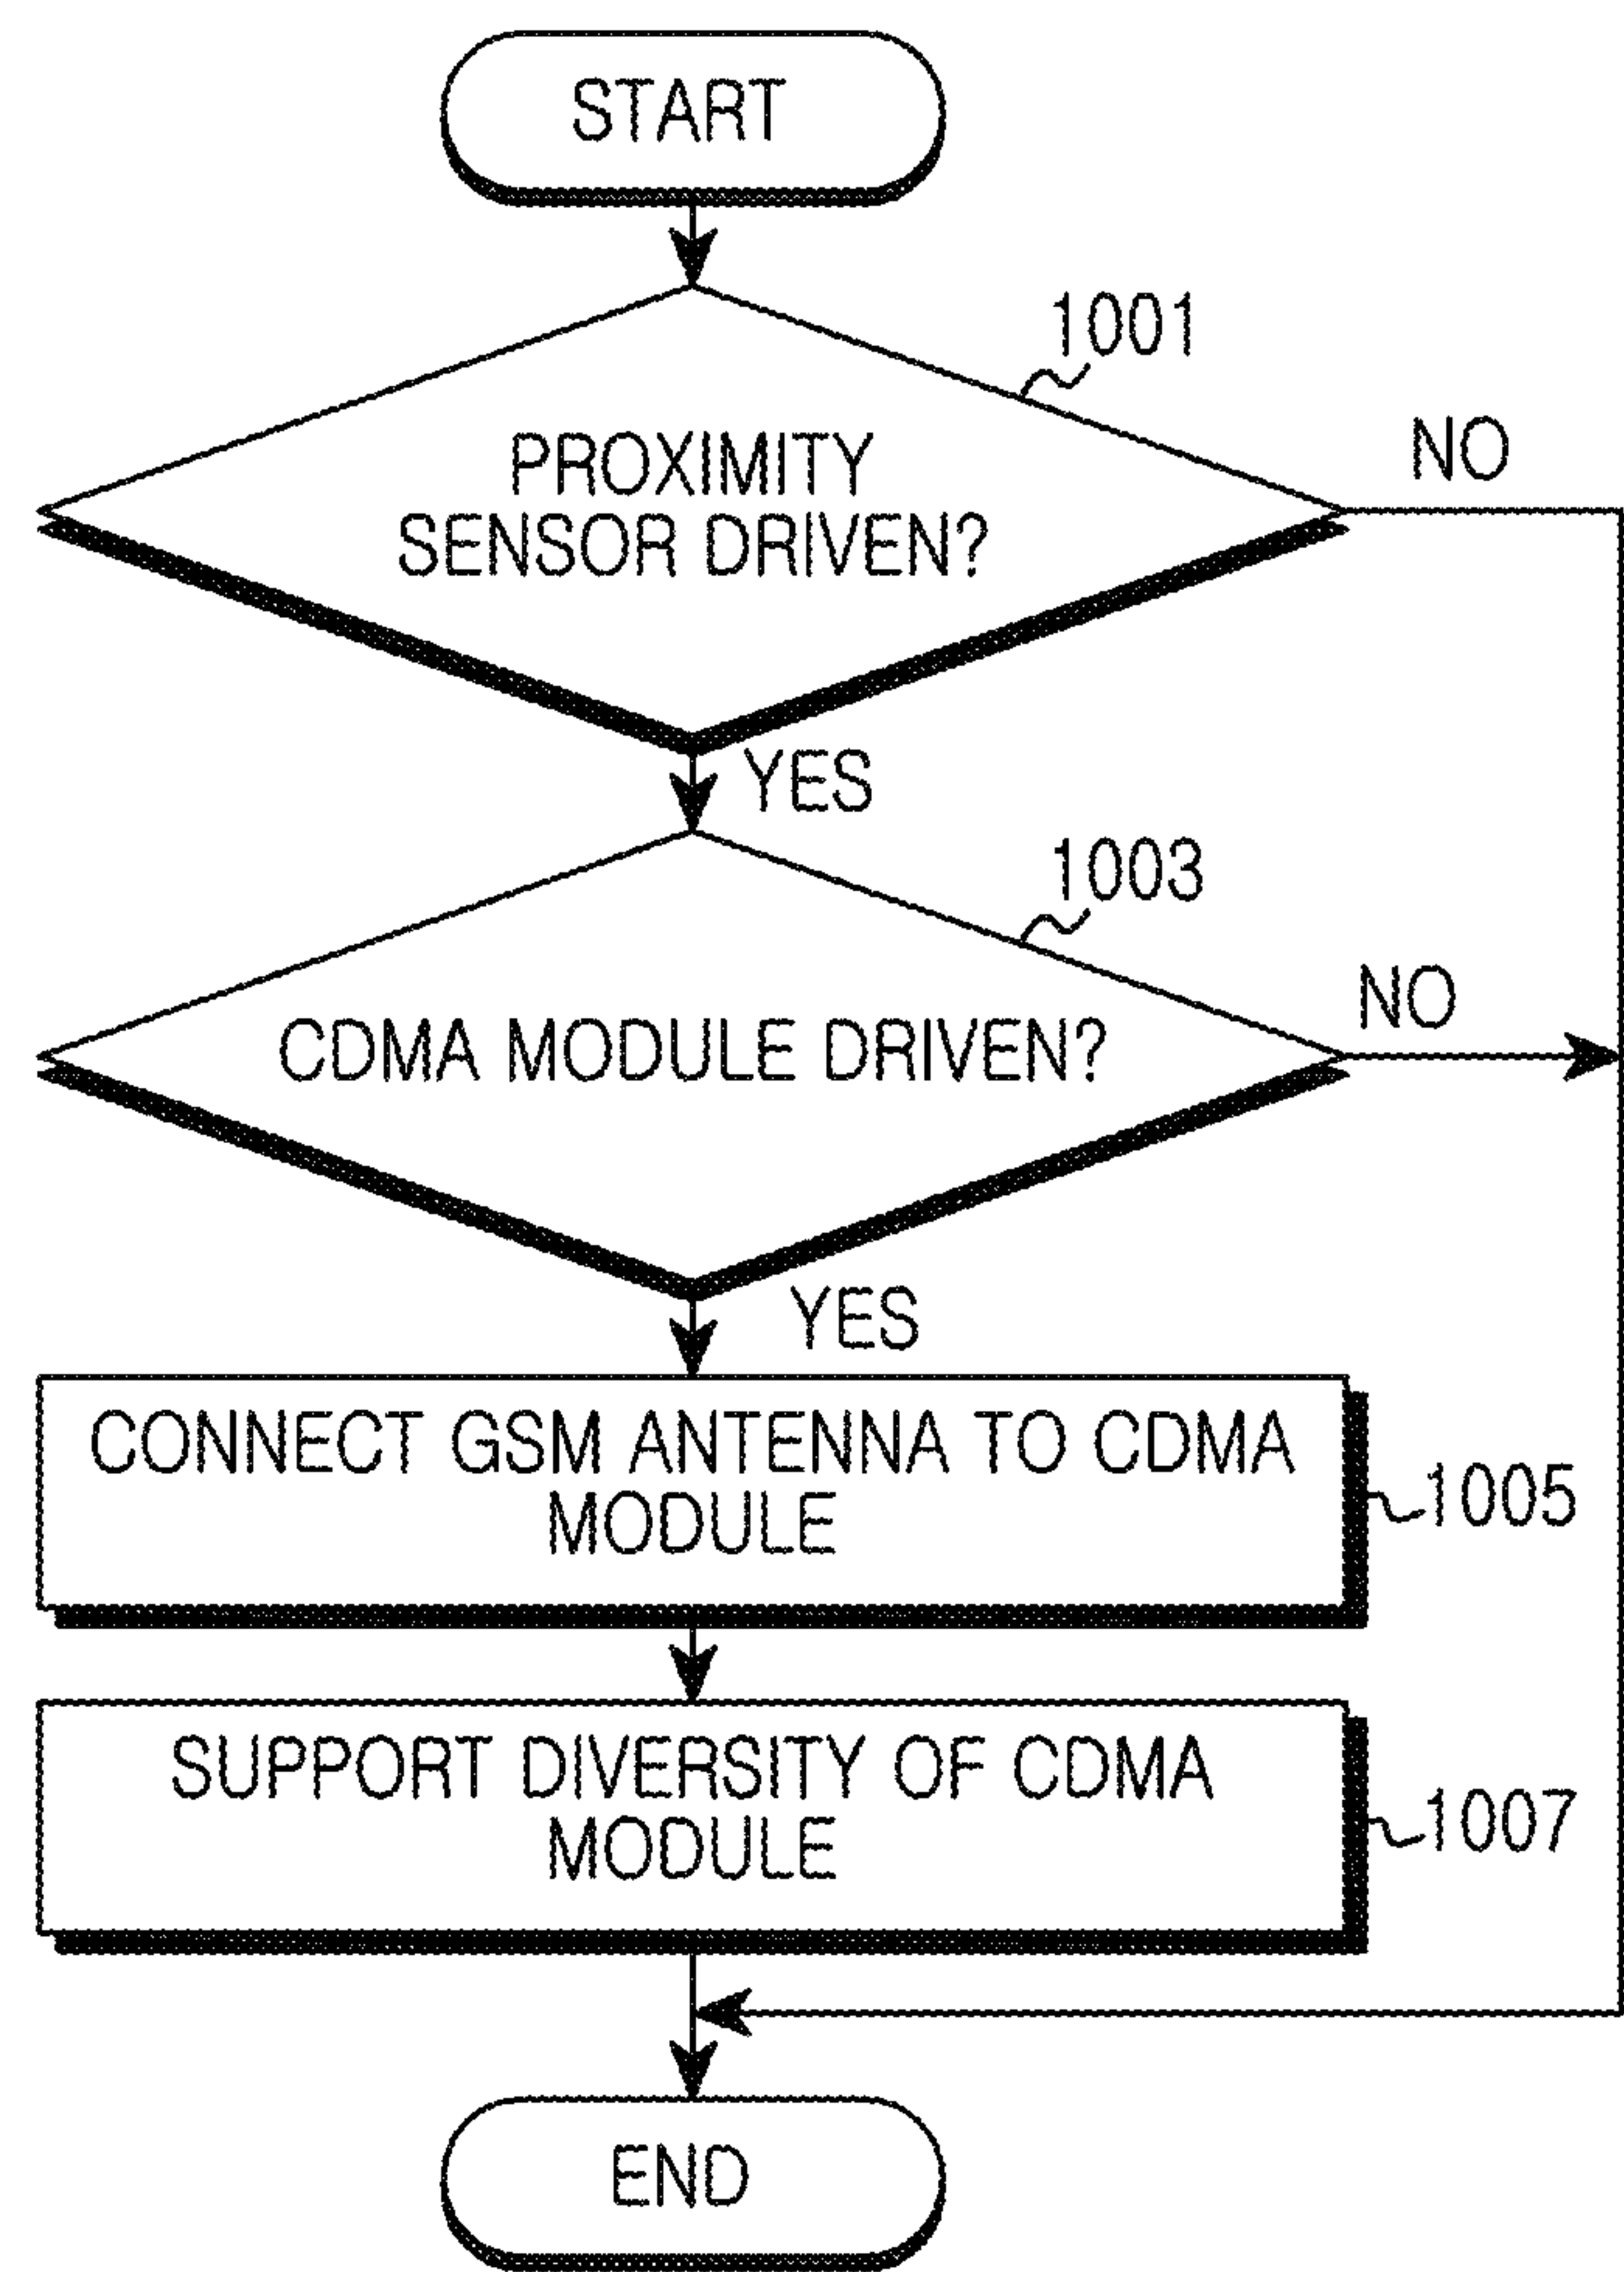 START
1001
PROXIMITY
SENSOR DRIVEN?
NO
YES
1003
CDMA MODULE DRIVEN?
NO
YES
CONNECT GSM ANTENNA TO CDMA
MODULE
1005
SUPPORT DIVERSITY OF CDMA
MODULE
1007
END